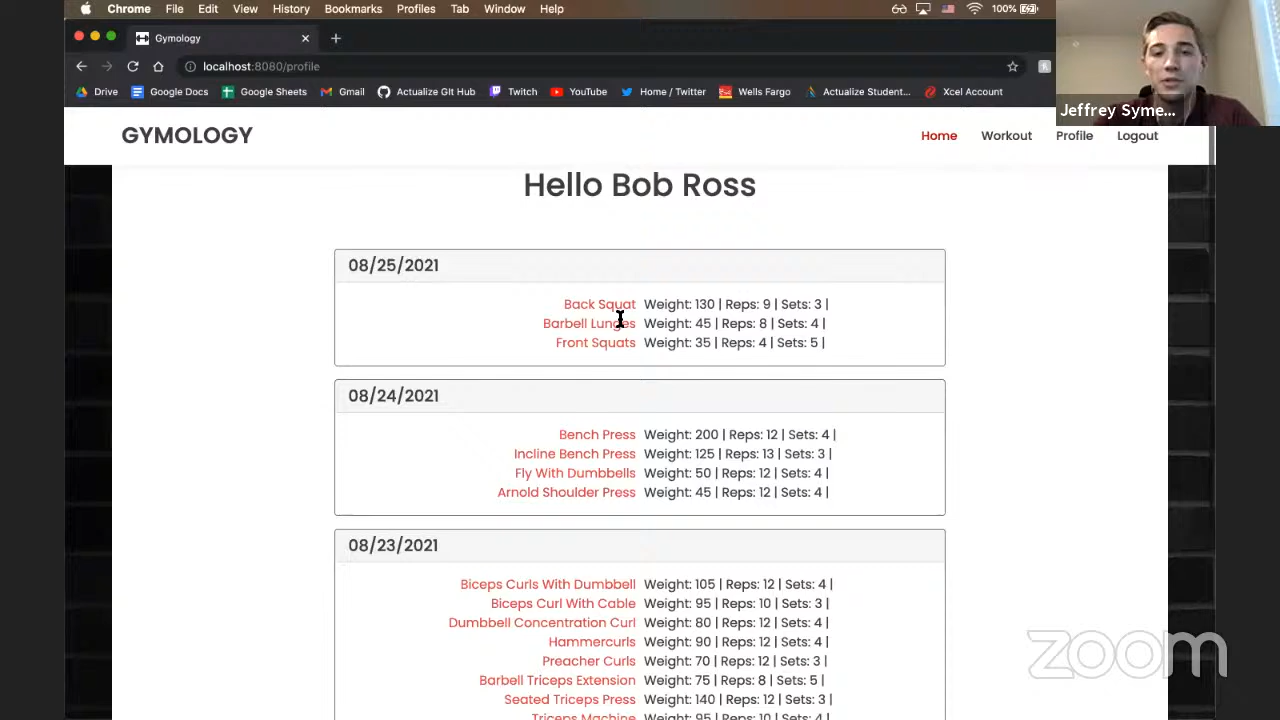 Chrome File Edit View History Bookmarks Profiles Tab Window Help 100%
Gymology
localhost:8080/profile
Drive Google Docs Google Sheets Gmail Actualize Git Hub Twitch YouTube Home / Twitter Wells Fargo Actualize Student... Xcel Account
Jeffrey Syme...
GYMOLOGY Home Workout Profile Logout
Hello Bob Ross
08/25/2021
Back Squat Weight: 130 | Reps: 9 | Sets: 3 |
Barbell Lunges Weight: 45 | Reps: 8 | Sets: 4 |
Front Squats Weight: 35 | Reps: 4 | Sets: 5 |
08/24/2021
Bench Press Weight: 200 | Reps: 12 | Sets: 4 |
Incline Bench Press Weight: 125 | Reps: 13 | Sets: 3 |
Fly With Dumbbells Weight: 50 | Reps: 12 | Sets: 4 |
Arnold Shoulder Press Weight: 45 | Reps: 12 | Sets: 4 |
08/23/2021
Biceps Curls With Dumbbell Weight: 105 | Reps: 12 | Sets: 4 |
Biceps Curl With Cable Weight: 95 | Reps: 10 | Sets: 3 |
Dumbbell Concentration Curl Weight: 80 | Reps: 12 | Sets: 4 |
Hammercurls Weight: 90 | Reps: 12 | Sets: 4 |
Preacher Curls Weight: 70 | Reps: 12 | Sets: 3 |
Barbell Triceps Extension Weight: 75 | Reps: 8 | Sets: 5 |
Seated Triceps Press Weight: 140 | Reps: 12 | Sets: 3 |
Triceps Machine Weight: 95 | Reps: 10 | Sets: 4 |
zoom